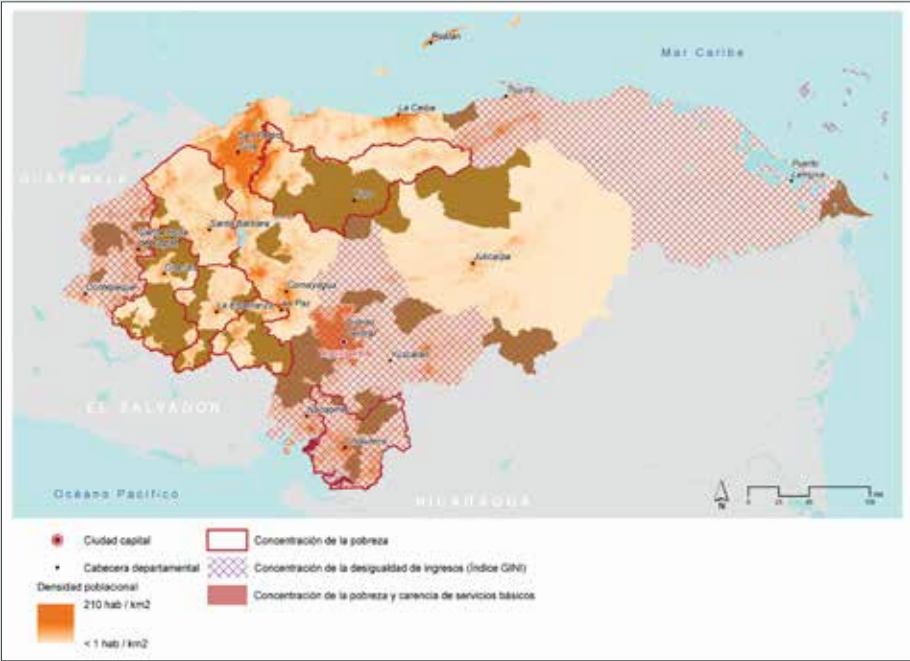 Roatán
Mar Caribe
Trujillo
La Ceiba
San Pedro
Puerto
Lempira
GUATEMALA
Yoro
Santa Bárbara
Juticalpa
Ocotepeque
Comayagua
La Esperanza
La Paz
Yuscarán
EL SALVADOR
Nacaome
Choluteca
Océano Pacífico
NICARAGUA
N
0
Ciudad capital
Concentración de la pobreza
Cabecera departamental
Concentración de la desigualdad de ingresos (Índice GINI)
Densidad poblacional
210 hab / km2
Concentración de la pobreza y carencia de servicios básicos
< 1 hab / km2